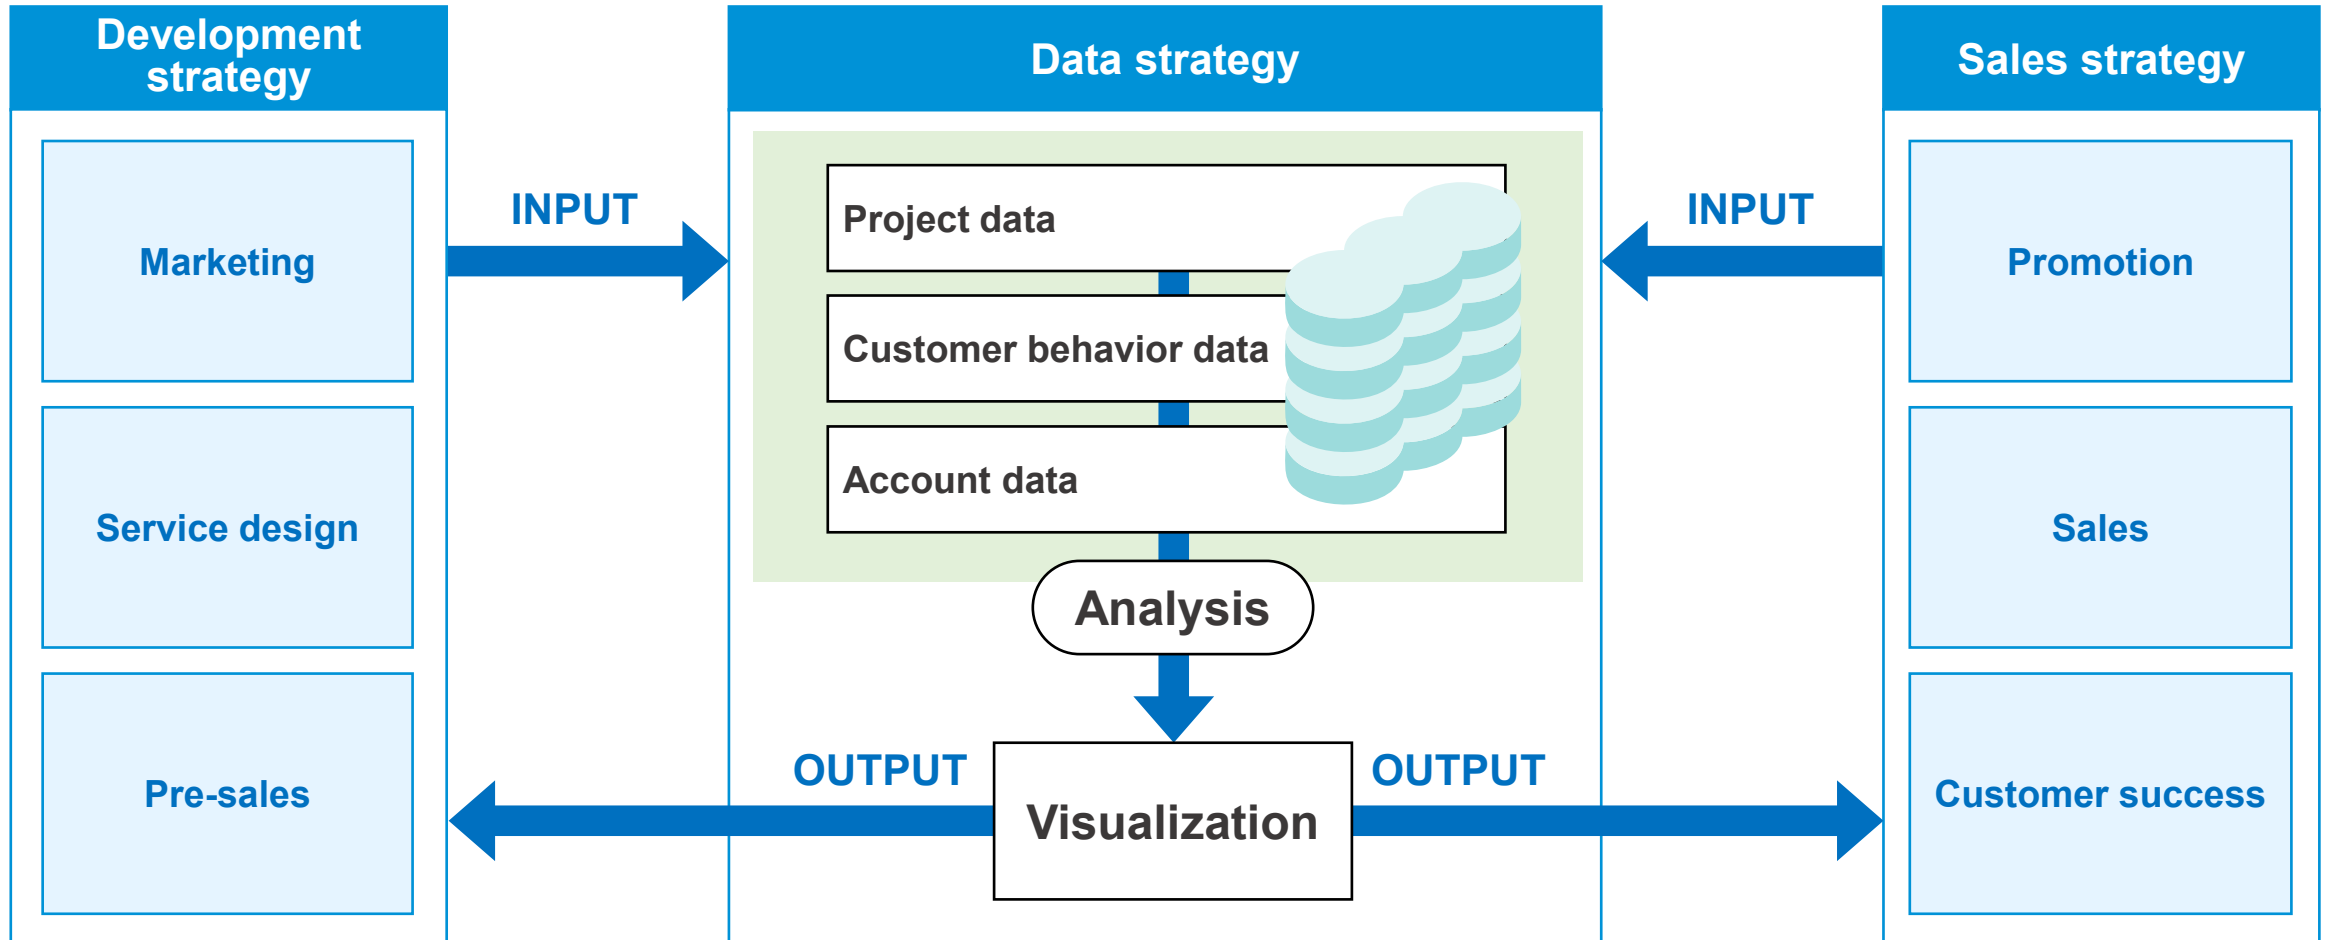 Development
strategy
Marketing
Service design
Pre-sales
INPUT
Data strategy
Project data
Customer behavior data
Account data
Analysis
OUTPUT
Visualization
OUTPUT
INPUT
Sales strategy
Promotion
Sales
Customer success